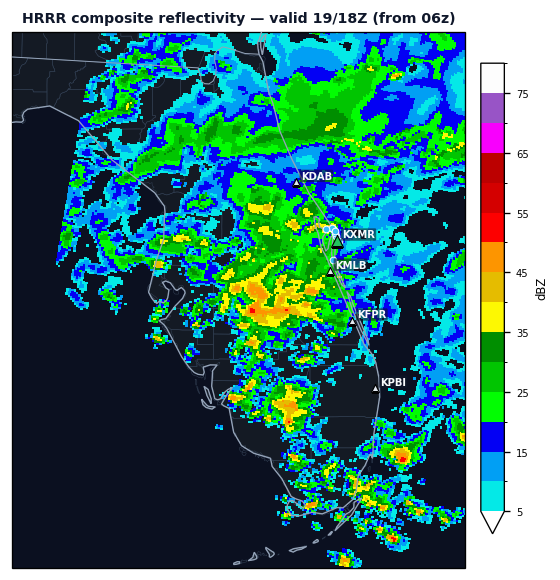 HRRR composite reflectivity — valid 19/18Z (from 06z)
KDAB
KXMR
KMLB
KFPR
KPBI
75
65
55
45
35
25
15
5
dBZ